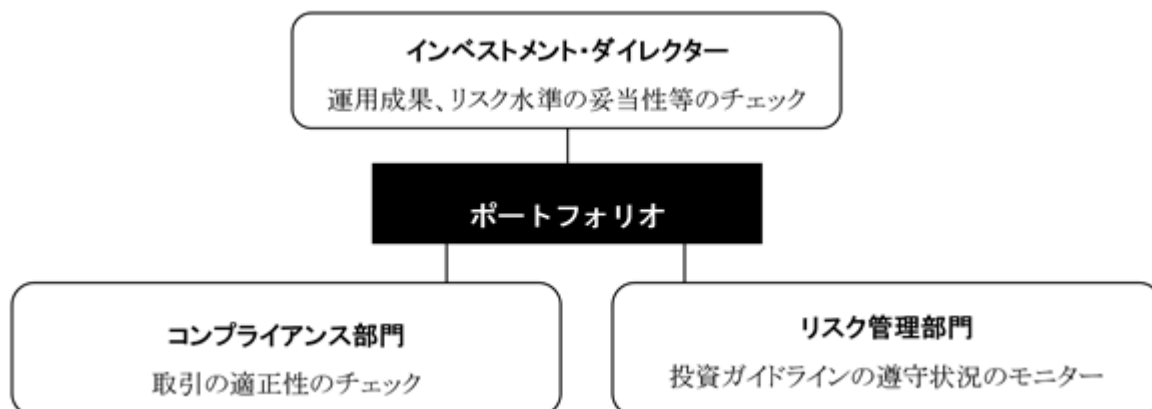 インベストメント・ダイレクター
運用成果、リスク水準の妥当性等のチェック
ポートフォリオ
コンプライアンス部門
取引の適正性のチェック
リスク管理部門
投資ガイドラインの遵守状況のモニター